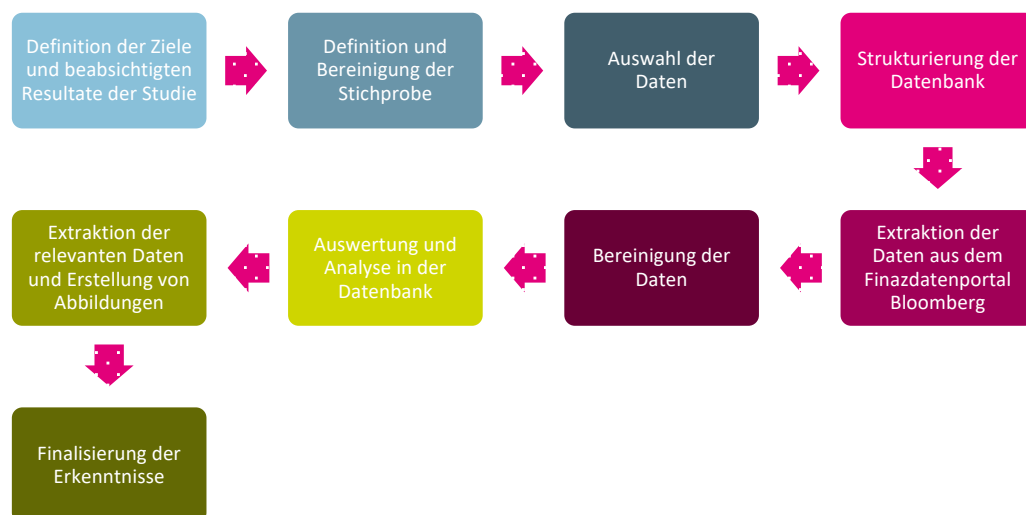 Definition der Ziele
und beabsichtigten
Resultate der Studie
Definition und
Bereinigung der
Stichprobe
Auswahl der
Daten
Strukturierung der
Datenbank
Extraktion der
Daten aus dem
Finazdatenportal
Bloomberg
Bereinigung der
Daten
Auswertung und
Analyse in der
Datenbank
Extraktion der
relevanten Daten
und Erstellung von
Abbildungen
Finalisierung der
Erkenntnisse